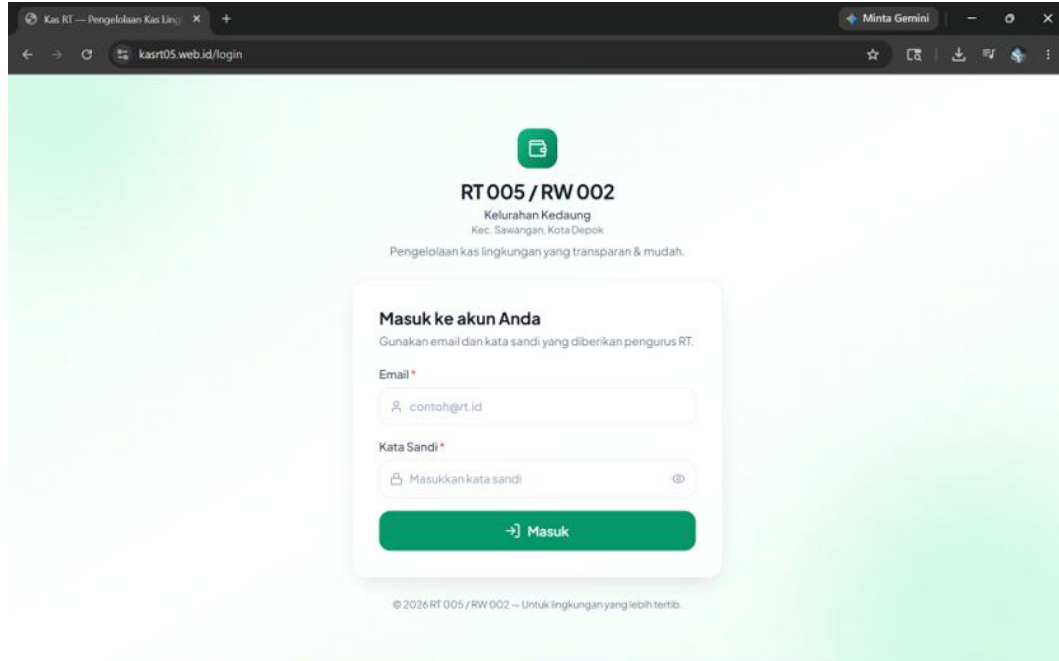 Kas RT — Pengelolaan Kas Ling
Minta Gemini
kasrt05.web.id/login
RT 005 / RW 002
Kelurahan Kedaung
Kec. Sawangan, Kota Depok
Pengelolaan kas lingkungan yang transparan & mudah.
Masuk ke akun Anda
Gunakan email dan kata sandi yang diberikan pengurus RT.
Email *
contoh@rt.id
Kata Sandi *
Masukkan kata sandi
Masuk
© 2026 RT 005 / RW 002 — Untuk lingkungan yang lebih tertib.